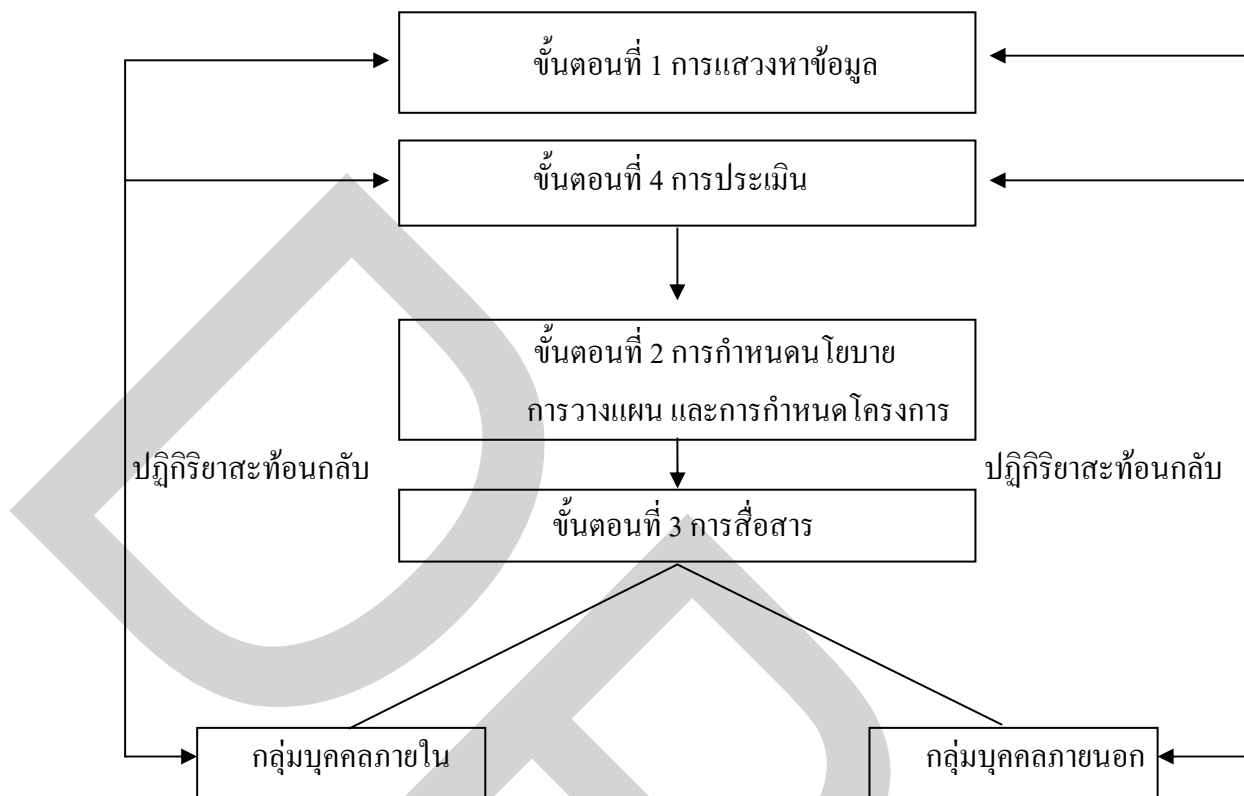 ขั้นตอนที่ 1 การแสวงหาข้อมูล
ขั้นตอนที่ 4 การประเมิน
ขั้นตอนที่ 2 การกำหนดนโยบาย
การวางแผน และการกำหนดโครงการ
ปฏิกิริยาสะท้อนกลับ
ปฏิกิริยาสะท้อนกลับ
ขั้นตอนที่ 3 การสื่อสาร
กลุ่มบุคคลภายใน
กลุ่มบุคคลภายนอก